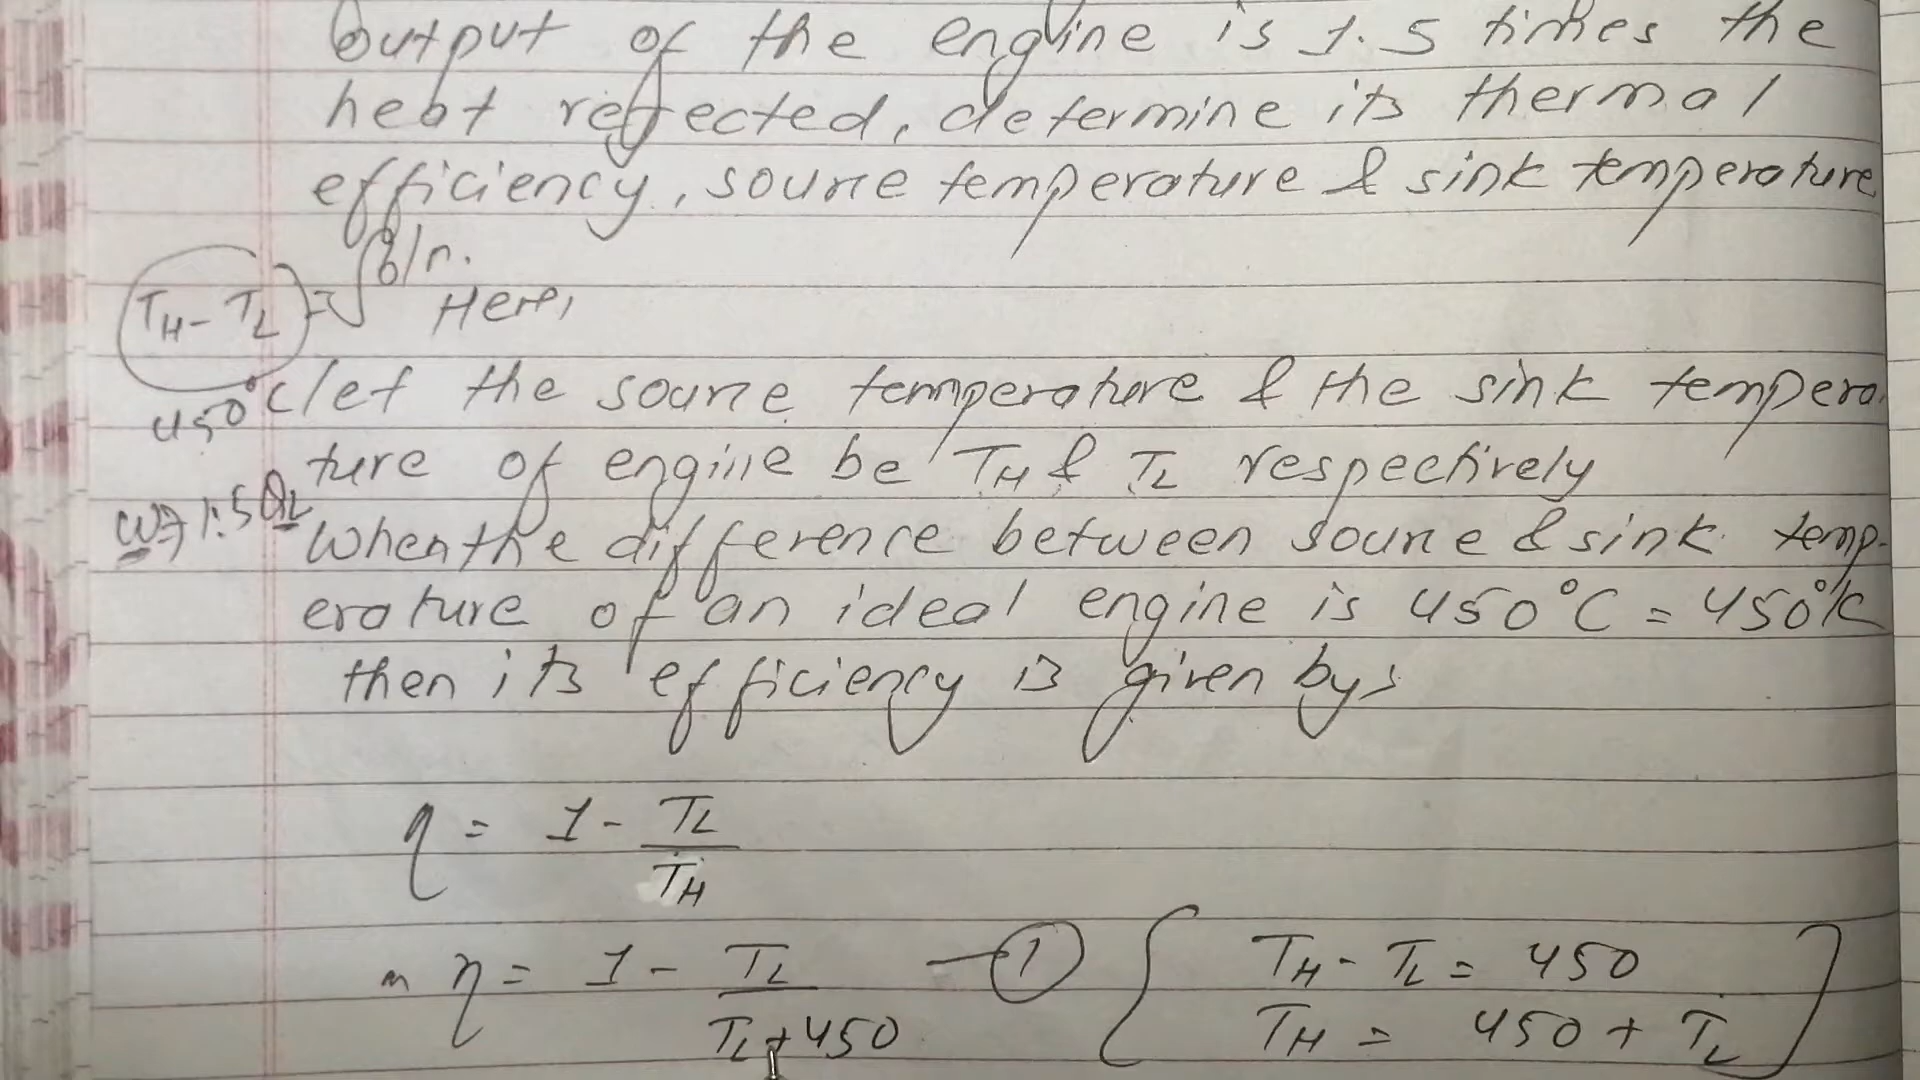 output of the engine is 1.5 times the
heat rejected, determine its thermal
efficiency, source temperature & sink temperature
Sol/n.
TH - TL =
Here,
450°C
let the source temperature & the sink tempera
ture of engine be TH & TL respectively
W = 1.5 QL
When the difference between source & sink temp-
erature of an ideal engine is 450°C = 450°K
then its efficiency is given by;
η = 1 - TL/TH
η = 1 - TL/TL+450 — ① [ TH - TL = 450
TH = 450 + TL ]